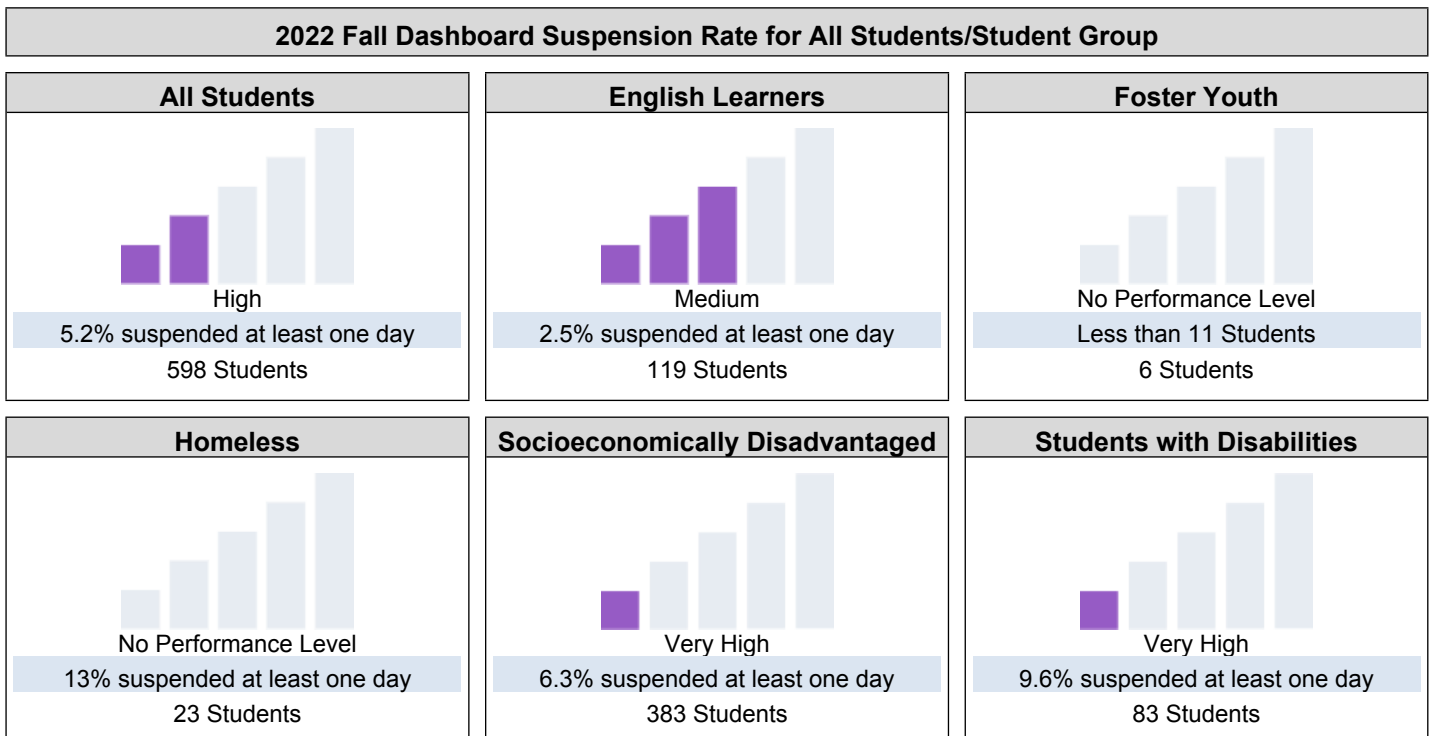 2022 Fall Dashboard Suspension Rate for All Students/Student Group
All Students
High
5.2% suspended at least one day
598 Students
English Learners
Medium
2.5% suspended at least one day
119 Students
Foster Youth
No Performance Level
Less than 11 Students
6 Students
Homeless
No Performance Level
13% suspended at least one day
23 Students
Socioeconomically Disadvantaged
Very High
6.3% suspended at least one day
383 Students
Students with Disabilities
Very High
9.6% suspended at least one day
83 Students